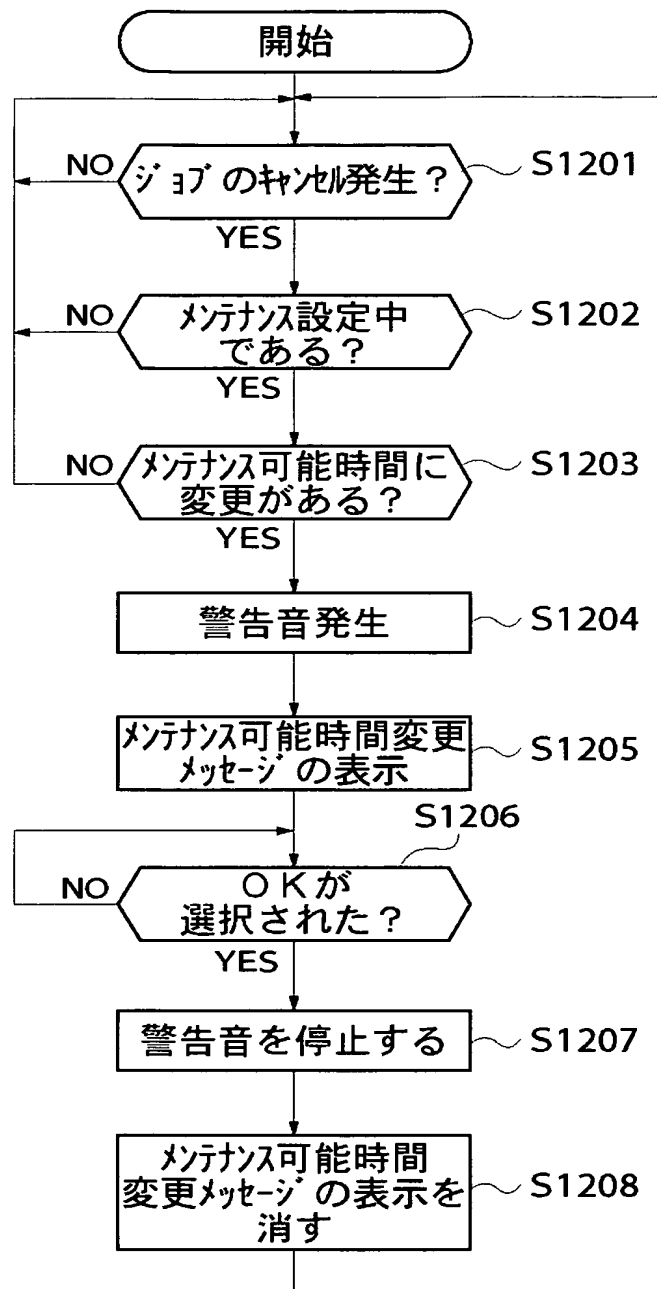 開始
NO
ｼﾞｮﾌﾞのｷｬﾝｾﾙ発生？
S1201
YES
NO
ﾒﾝﾃﾅﾝｽ設定中
である？
S1202
YES
NO
ﾒﾝﾃﾅﾝｽ可能時間に
変更がある？
S1203
YES
警告音発生
S1204
ﾒﾝﾃﾅﾝｽ可能時間変更
ﾒｯｾｰｼﾞの表示
S1205
S1206
NO
ＯＫが
選択された？
YES
警告音を停止する
S1207
ﾒﾝﾃﾅﾝｽ可能時間
変更ﾒｯｾｰｼﾞの表示を
消す
S1208